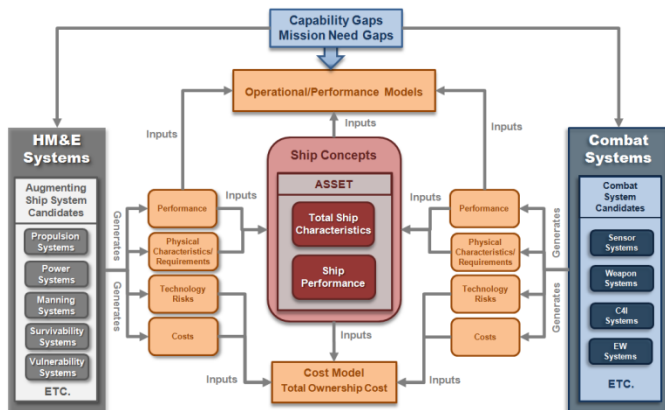 Capability Gaps
Mission Need Gaps
Operational/Performance Models
Inputs
Inputs
Inputs
HM&E
Systems
Augmenting
Ship System
Candidates
Propulsion
Systems
Power
Systems
Manning
Systems
Survivability
Systems
Vulnerability
Systems
ETC.
Generates
Generates
Performance
Physical
Characteristics/
Requirements
Technology
Risks
Costs
Inputs
Inputs
Ship Concepts
ASSET
Total Ship
Characteristics
Ship
Performance
Inputs
Cost Model
Total Ownership Cost
Inputs
Inputs
Performance
Physical
Characteristics/
Requirements
Technology
Risks
Costs
Generates
Generates
Combat
Systems
Combat
System
Candidates
Sensor
Systems
Weapon
Systems
C4I
Systems
EW
Systems
ETC.